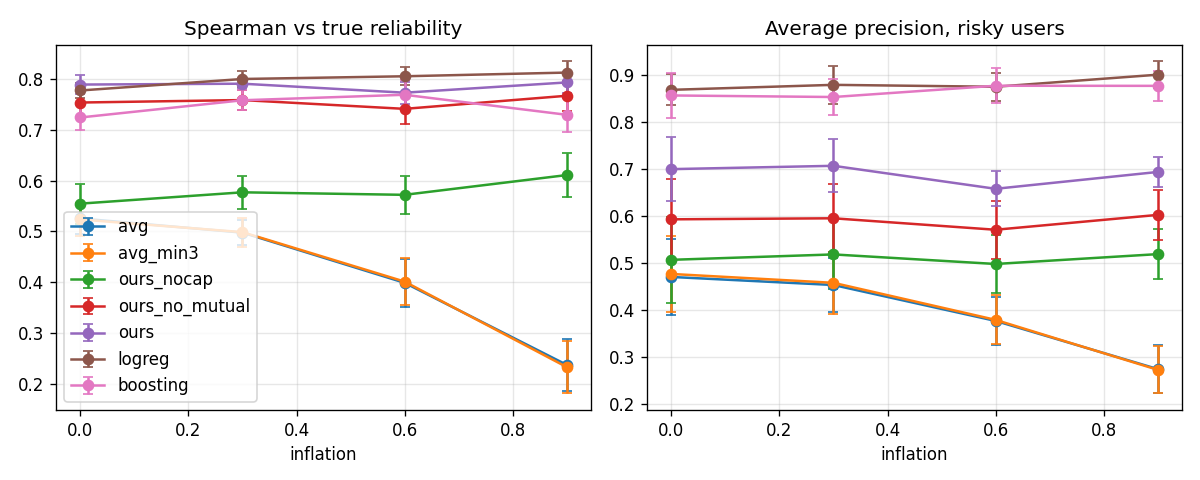 Spearman vs true reliability
0.8
0.7
0.6
0.5
0.4
0.3
0.2
avg
avg_min3
ours_nocap
ours_no_mutual
ours
logreg
boosting
0.0 0.2 0.4 0.6 0.8
inflation
Average precision, risky users
0.9
0.8
0.7
0.6
0.5
0.4
0.3
0.2
0.0 0.2 0.4 0.6 0.8
inflation